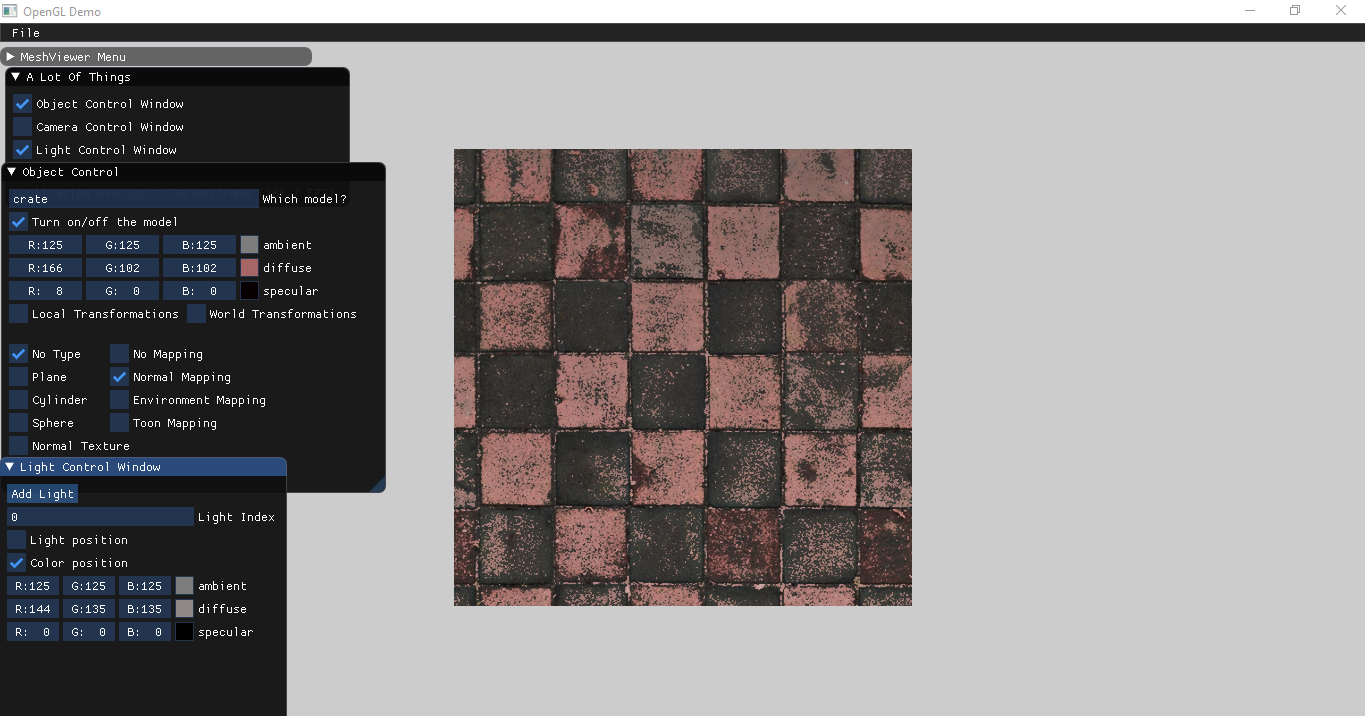 OpenGL Demo
File
MeshViewer Menu
A Lot Of Things
Object Control Window
Camera Control Window
Light Control Window
Object Control
crate Which model?
Turn on/off the model
R:125 G:125 B:125 ambient
R:166 G:102 B:102 diffuse
R: 8 G: 0 B: 0 specular
Local Transformations World Transformations
No Type No Mapping
Plane Normal Mapping
Cylinder Environment Mapping
Sphere Toon Mapping
Normal Texture
Light Control Window
Add Light
0 Light Index
Light position
Color position
R:125 G:125 B:125 ambient
R:144 G:135 B:135 diffuse
R: 0 G: 0 B: 0 specular